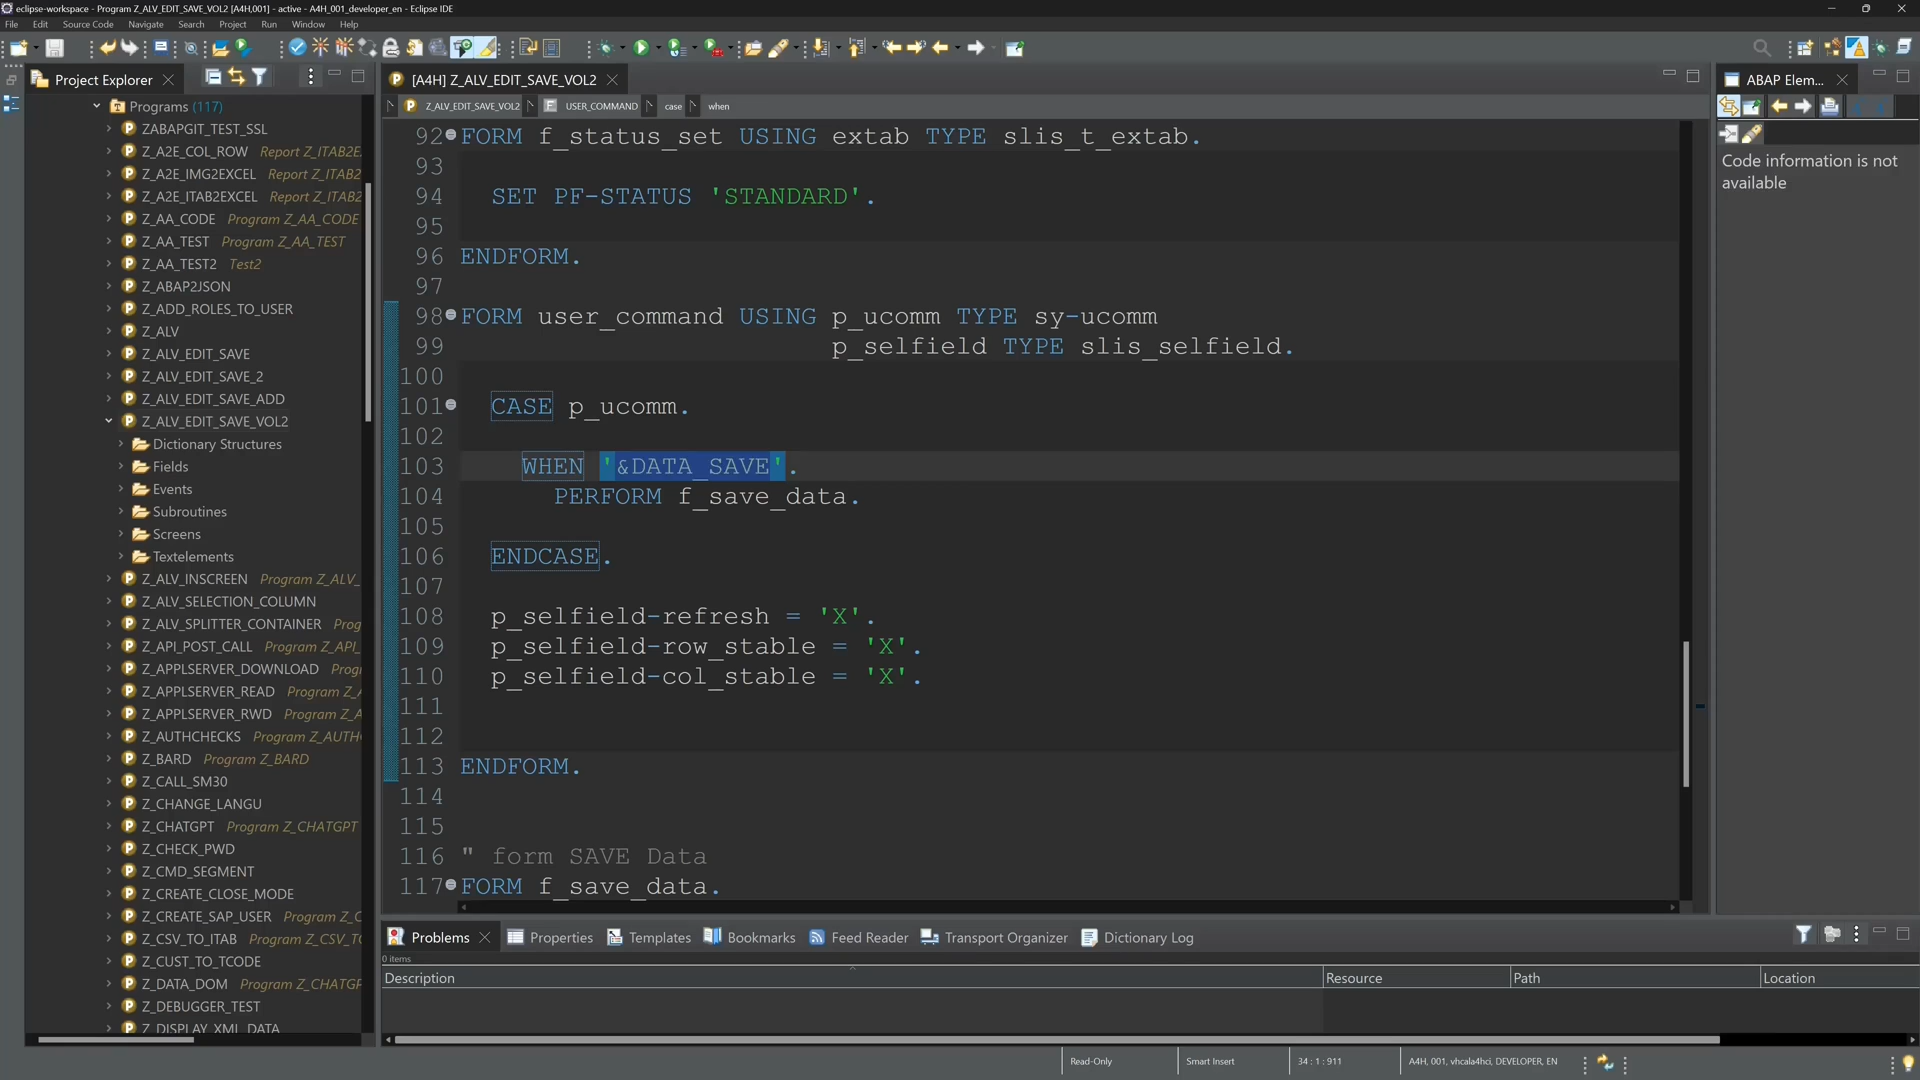 eclipse-workspace - Program Z_ALV_EDIT_SAVE_VOL2 [A4H,001] - active - A4H_001_developer_en - Eclipse IDE
File Edit Source Code Navigate Search Project Run Window Help
Project Explorer
[A4H] Z_ALV_EDIT_SAVE_VOL2
ABAP Elem...
Z_ALV_EDIT_SAVE_VOL2 USER_COMMAND case when
Code information is not
available
Programs (117)
ZABAPGIT_TEST_SSL
Z_A2E_COL_ROW Report Z_ITAB2E
Z_A2E_IMG2EXCEL Report Z_ITAB2
Z_A2E_ITAB2EXCEL Report Z_ITAB2
Z_AA_CODE Program Z_AA_CODE
Z_AA_TEST Program Z_AA_TEST
Z_AA_TEST2 Test2
Z_ABAP2JSON
Z_ADD_ROLES_TO_USER
Z_ALV
Z_ALV_EDIT_SAVE
Z_ALV_EDIT_SAVE_2
Z_ALV_EDIT_SAVE_ADD
Z_ALV_EDIT_SAVE_VOL2
Dictionary Structures
Fields
Events
Subroutines
Screens
Textelements
Z_ALV_INSCREEN Program Z_ALV_
Z_ALV_SELECTION_COLUMN
Z_ALV_SPLITTER_CONTAINER Prog
Z_API_POST_CALL Program Z_API_
Z_APPLSERVER_DOWNLOAD Progr
Z_APPLSERVER_READ Program Z_A
Z_APPLSERVER_RWD Program Z_A
Z_AUTHCHECKS Program Z_AUTH
Z_BARD Program Z_BARD
Z_CALL_SM30
Z_CHANGE_LANGU
Z_CHATGPT Program Z_CHATGPT
Z_CHECK_PWD
Z_CMD_SEGMENT
Z_CREATE_CLOSE_MODE
Z_CREATE_SAP_USER Program Z_C
Z_CSV_TO_ITAB Program Z_CSV_TO
Z_CUST_TO_TCODE
Z_DATA_DOM Program Z_CHATGP
Z_DEBUGGER_TEST
Z_DISPLAY_XML_DATA
92 FORM f_status_set USING extab TYPE slis_t_extab.
93
94 SET PF-STATUS 'STANDARD'.
95
96 ENDFORM.
97
98 FORM user_command USING p_ucomm TYPE sy-ucomm
99 p_selfield TYPE slis_selfield.
100
101 CASE p_ucomm.
102
103 WHEN '&DATA_SAVE'.
104 PERFORM f_save_data.
105
106 ENDCASE.
107
108 p_selfield-refresh = 'X'.
109 p_selfield-row_stable = 'X'.
110 p_selfield-col_stable = 'X'.
111
112
113 ENDFORM.
114
115
116 " form SAVE Data
117 FORM f_save_data.
Problems Properties Templates Bookmarks Feed Reader Transport Organizer Dictionary Log
0 items
Description Resource Path Location
Read-Only Smart Insert 34 : 1 : 911 A4H, 001, vhcala4hci, DEVELOPER, EN